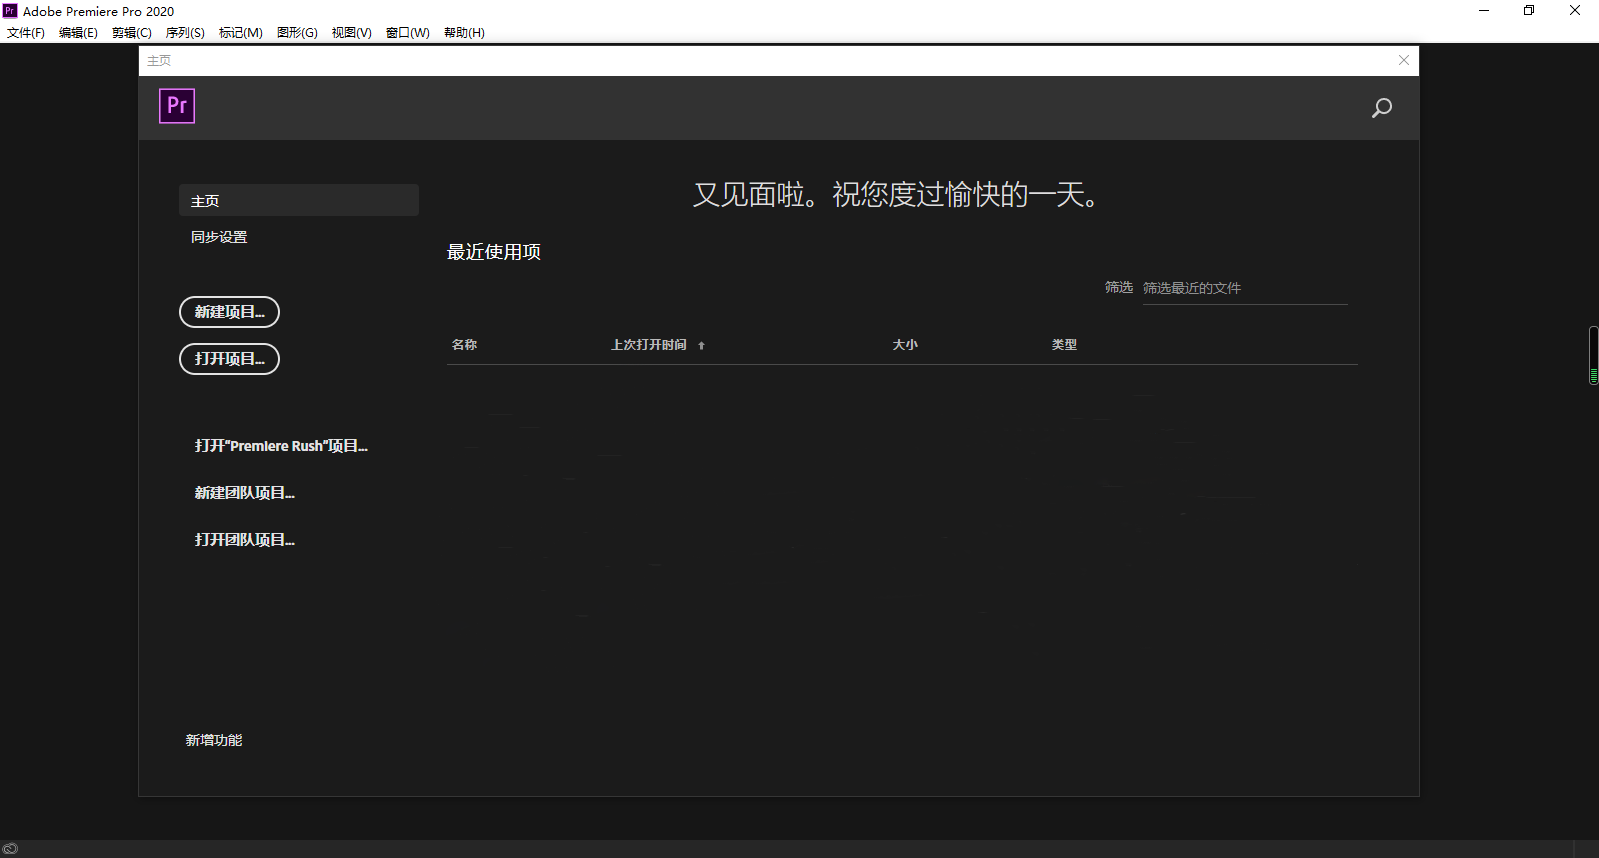 Pr Adobe Premiere Pro 2020
文件(F) 编辑(E) 剪辑(C) 序列(S) 标记(M) 图形(G) 视图(V) 窗口(W) 帮助(H)
主页
Pr
主页
同步设置
新建项目...
打开项目...
打开"Premiere Rush"项目...
新建团队项目...
打开团队项目...
新增功能
又见面啦。祝您度过愉快的一天。
最近使用项
筛选 筛选最近的文件
名称 上次打开时间 ↑ 大小 类型